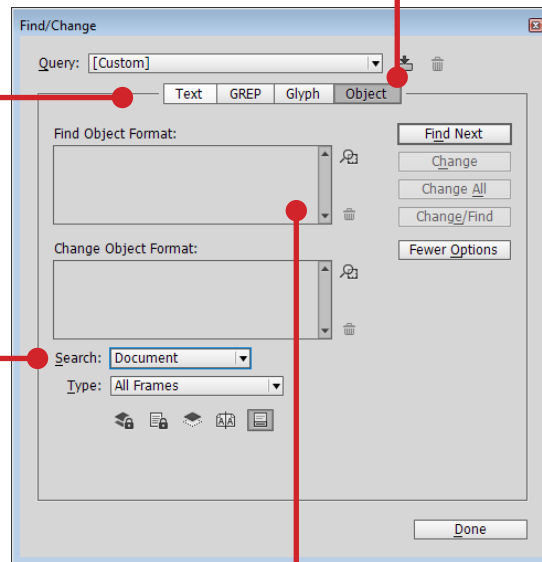 Find/Change
Query: [Custom]
Text GREP Glyph Object
Find Object Format:
Find Next
Change
Change All
Change/Find
Change Object Format:
Fewer Options
Search: Document
Type: All Frames
Done